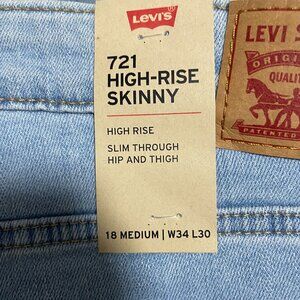 Levi's
721
HIGH-RISE
SKINNY
HIGH RISE
SLIM THROUGH
HIP AND THIGH
18 MEDIUM | W34 L30
LEVI S
ORIGI
QUALI
PATENTED